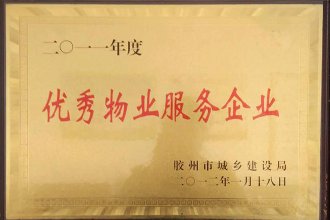 二〇一一年度
优秀物业服务企业
胶州市城乡建设局
二〇一二年一月十八日